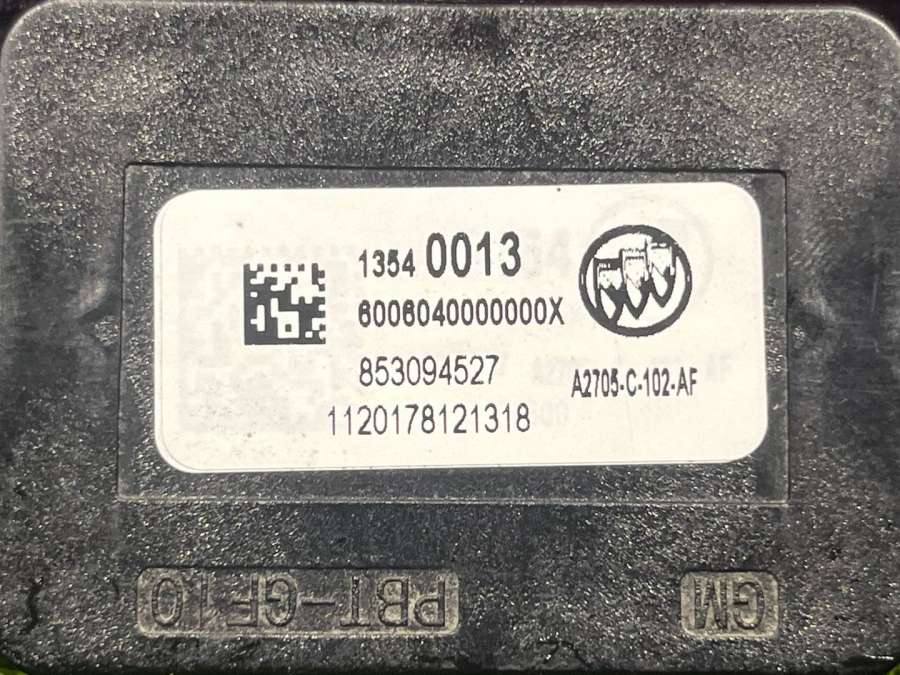 1354 0013
6006040000000X
853094527
A2705-C-102-AF
1120178121318
PBT-GF10
GM